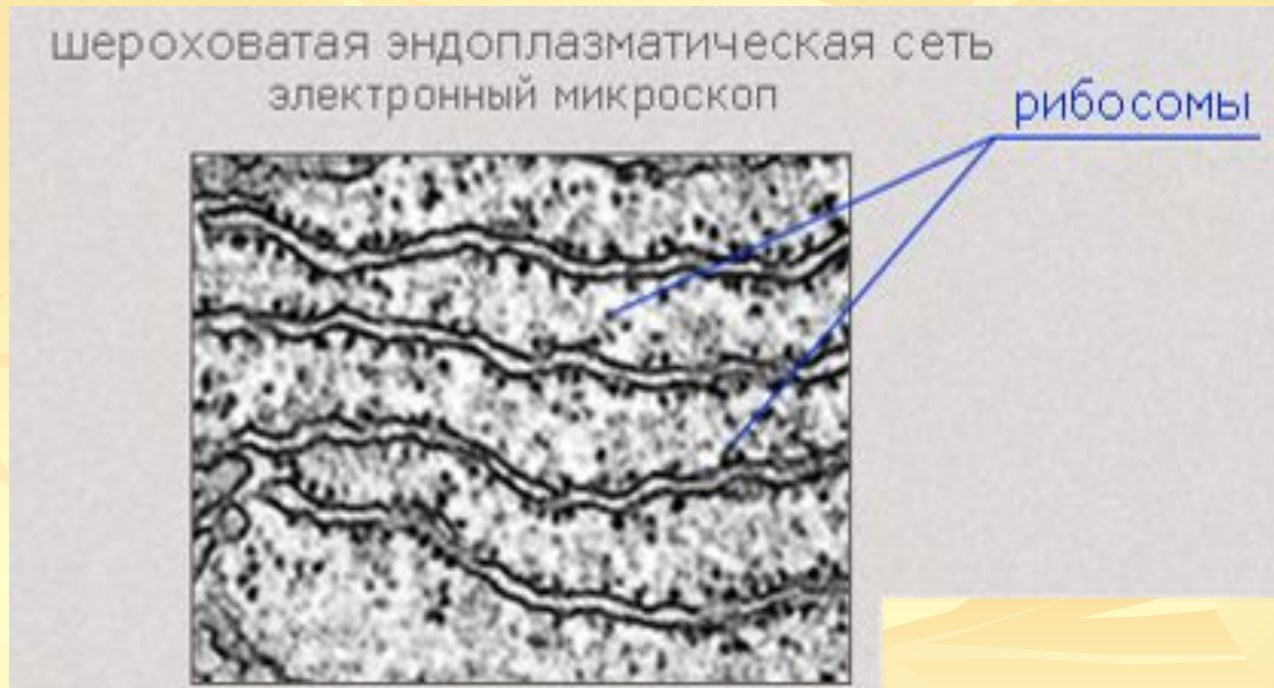 шероховатая эндоплазматическая сеть
электронный микроскоп
рибосомы